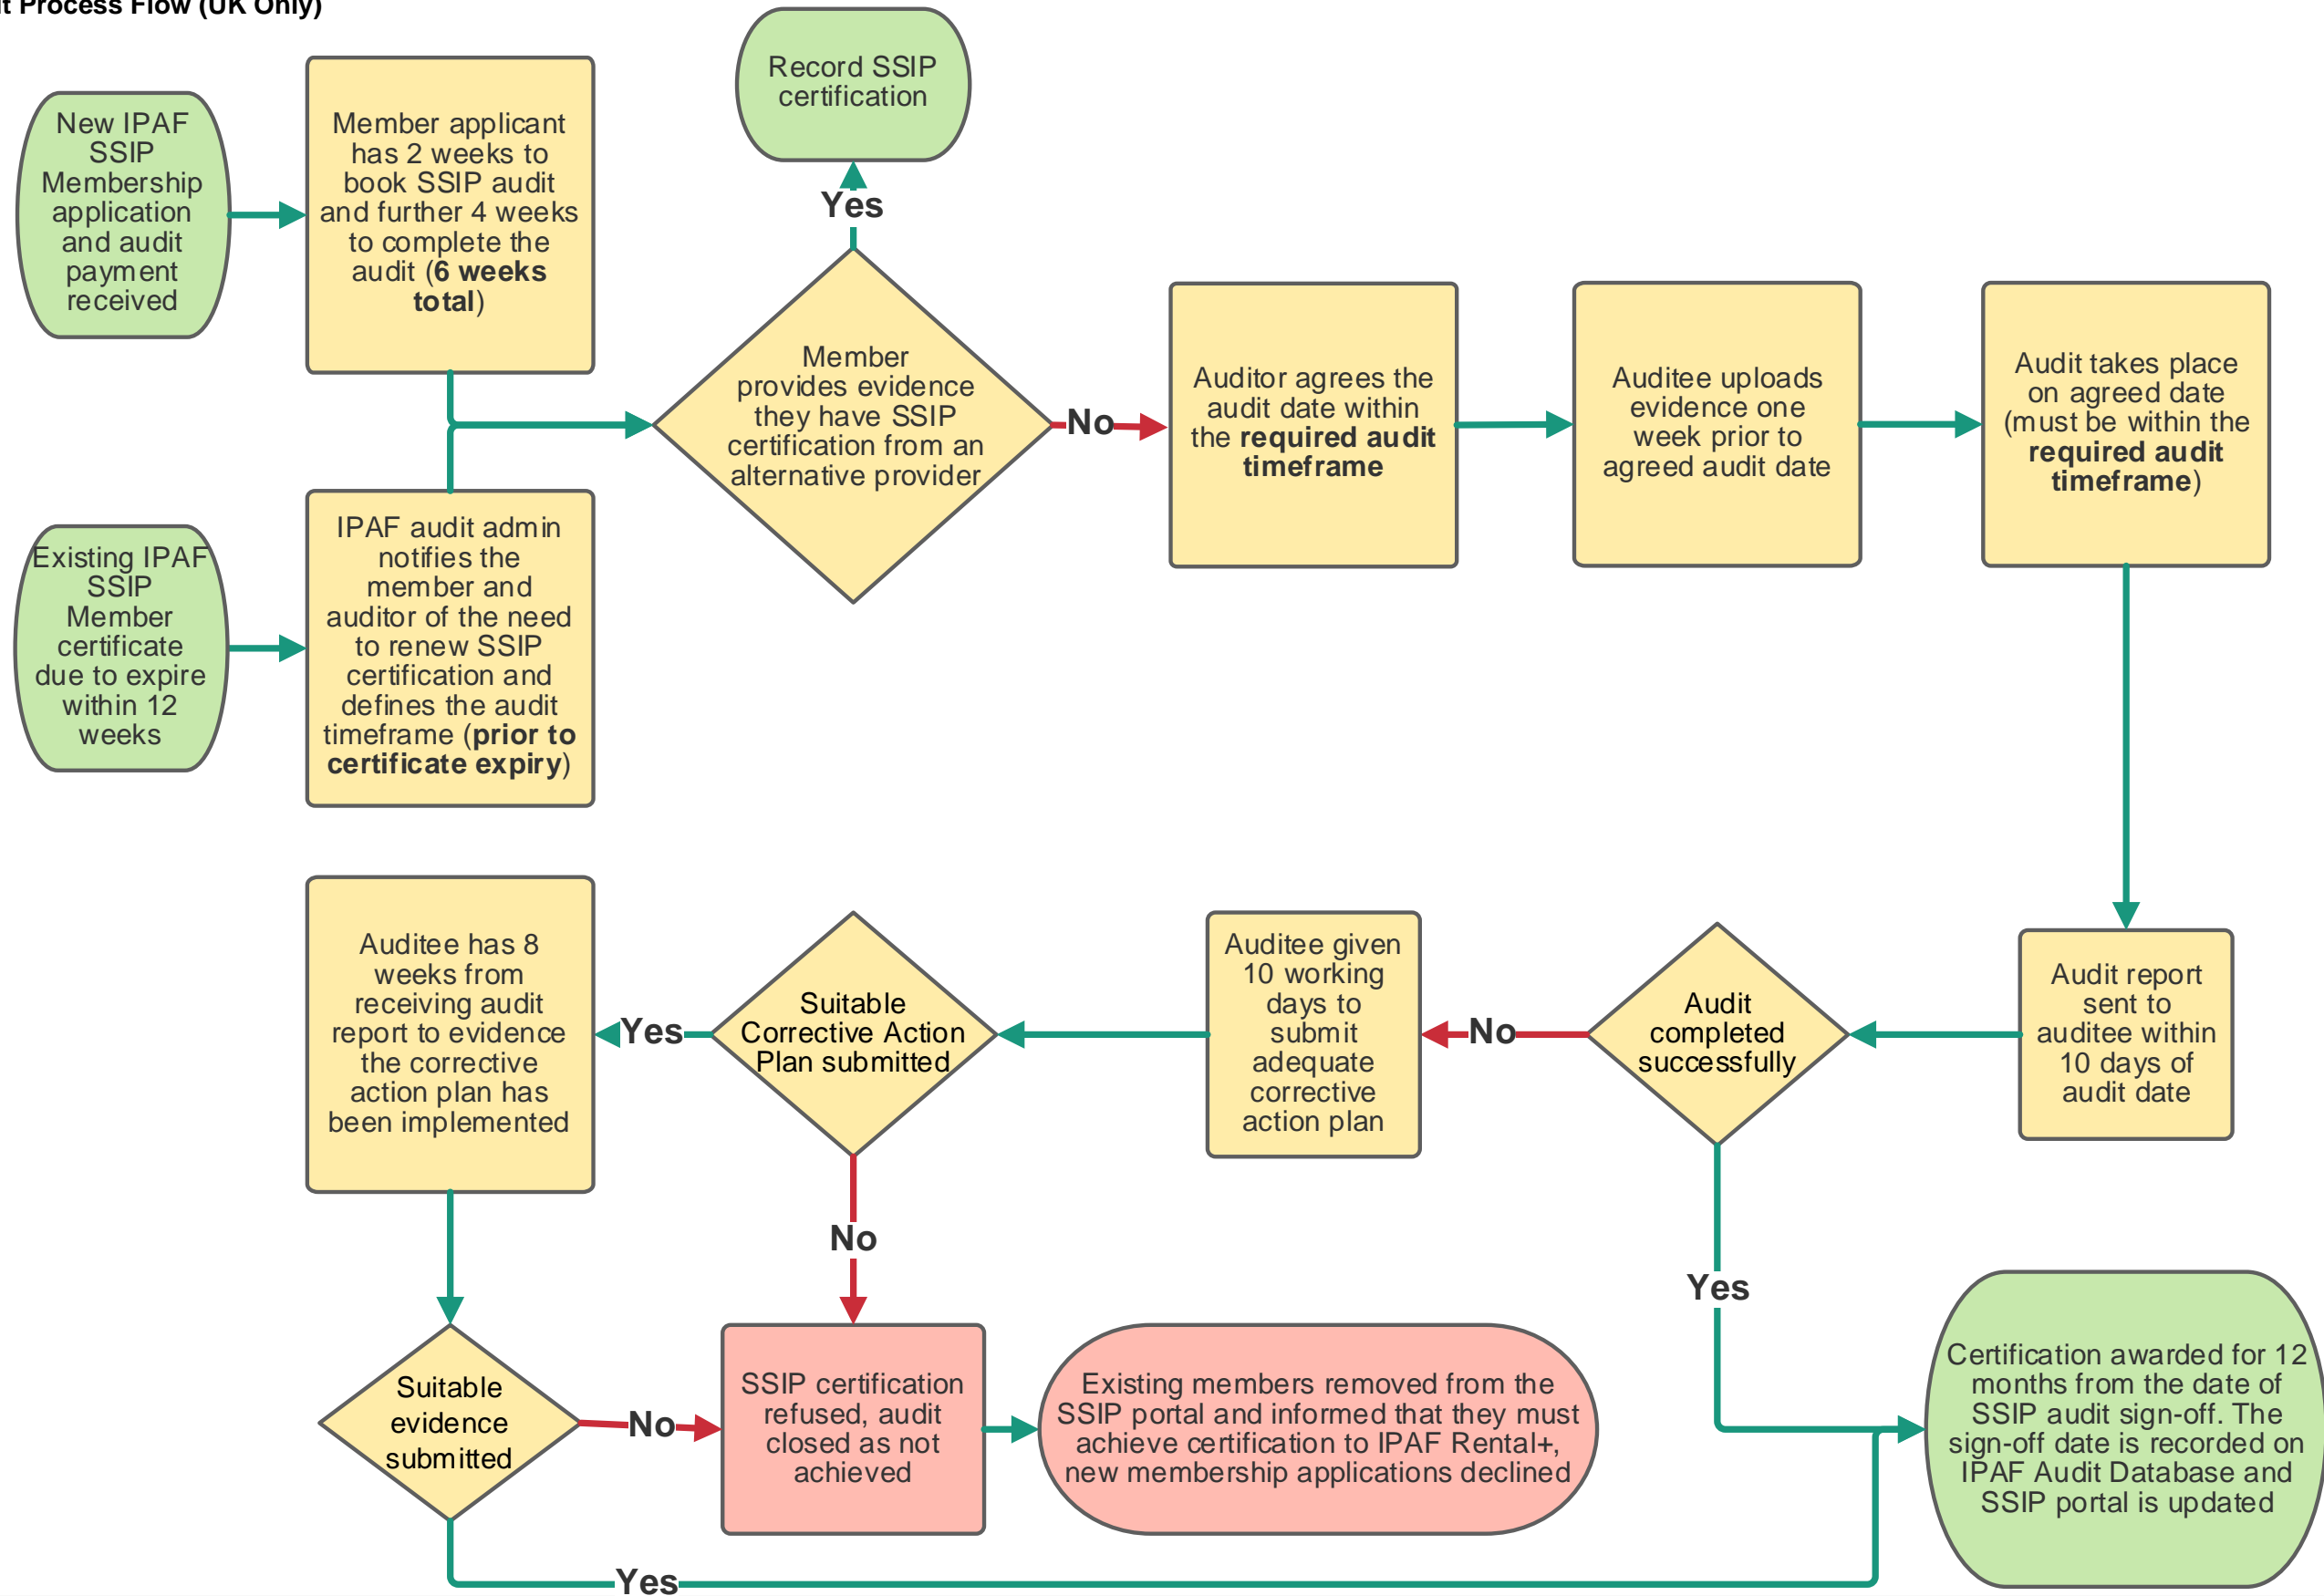 t Process Flow (UK Only)
New IPAF
SSIP
Membership
application
and audit
payment
received
Member applicant
has 2 weeks to
book SSIP audit
and further 4 weeks
to complete the
audit (6 weeks
total)
Record SSIP
certification
Yes
Member
provides evidence
they have SSIP
certification from an
alternative provider
No
Auditor agrees the
audit date within
the required audit
timeframe
Auditee uploads
evidence one
week prior to
agreed audit date
Audit takes place
on agreed date
(must be within the
required audit
timeframe)
Existing IPAF
SSIP
Member
certificate
due to expire
within 12
weeks
IPAF audit admin
notifies the
member and
auditor of the need
to renew SSIP
certification and
defines the audit
timeframe (prior to
certificate expiry)
Audit report
sent to
auditee within
10 days of
audit date
Audit
completed
successfully
No
Auditee given
10 working
days to
submit
adequate
corrective
action plan
Suitable
Corrective Action
Plan submitted
Yes
Auditee has 8
weeks from
receiving audit
report to evidence
the corrective
action plan has
been implemented
No
Yes
Suitable
evidence
submitted
No
SSIP certification
refused, audit
closed as not
achieved
Existing members removed from the
SSIP portal and informed that they must
achieve certification to IPAF Rental+,
new membership applications declined
Certification awarded for 12
months from the date of
SSIP audit sign-off. The
sign-off date is recorded on
IPAF Audit Database and
SSIP portal is updated
Yes